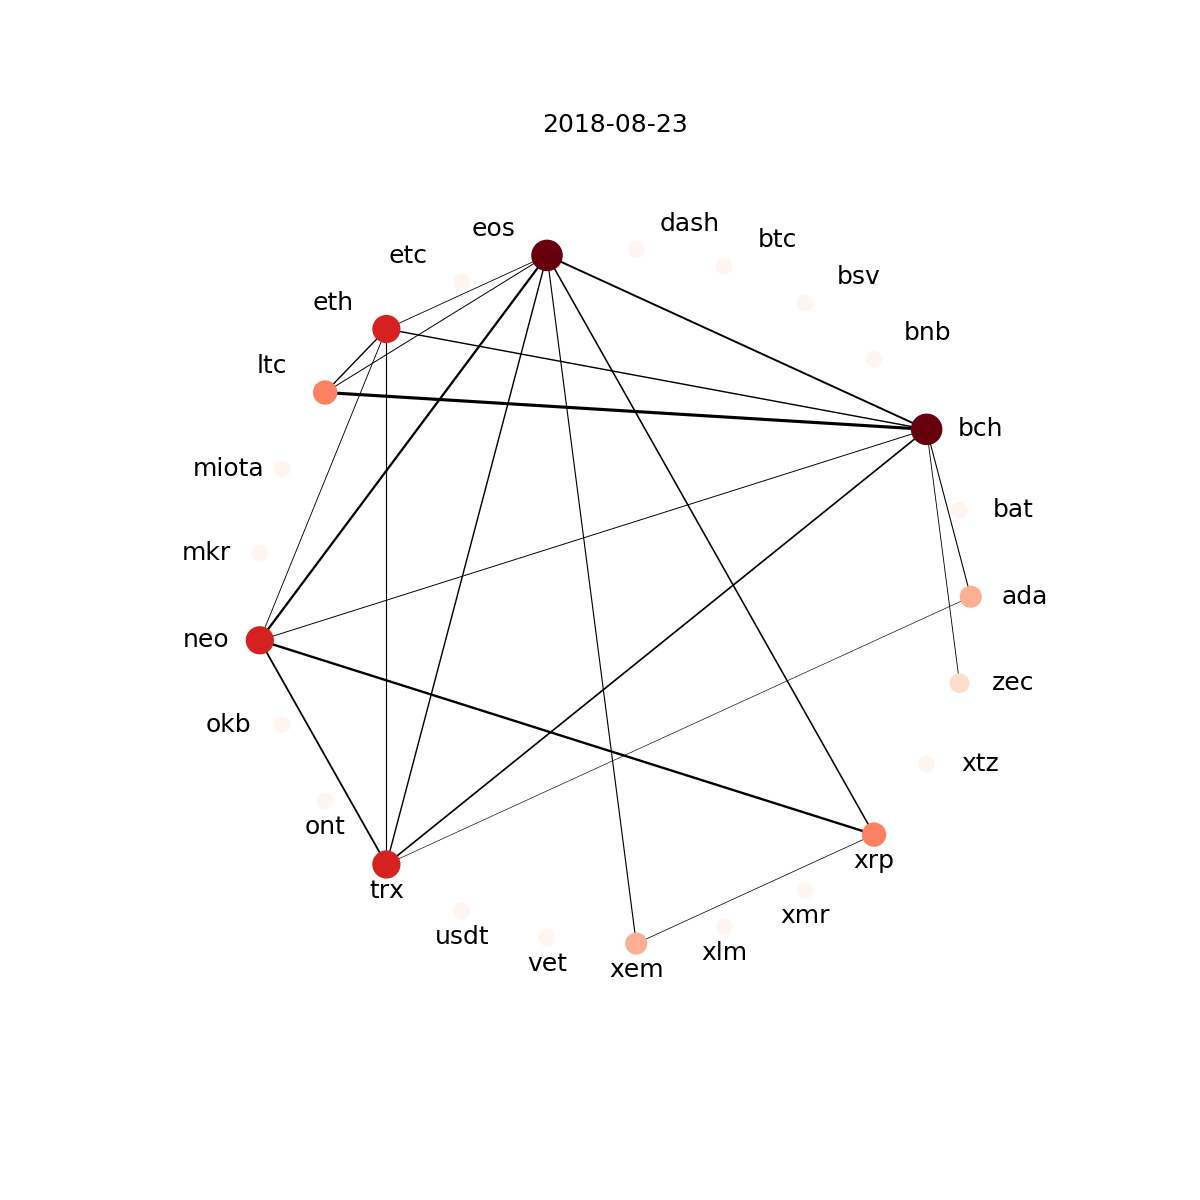 2018-08-23
dash
eos
btc
etc
bsv
eth
bnb
ltc
bch
miota
bat
mkr
ada
neo
zec
okb
xtz
ont
xrp
trx
xmr
usdt
xlm
vet
xem